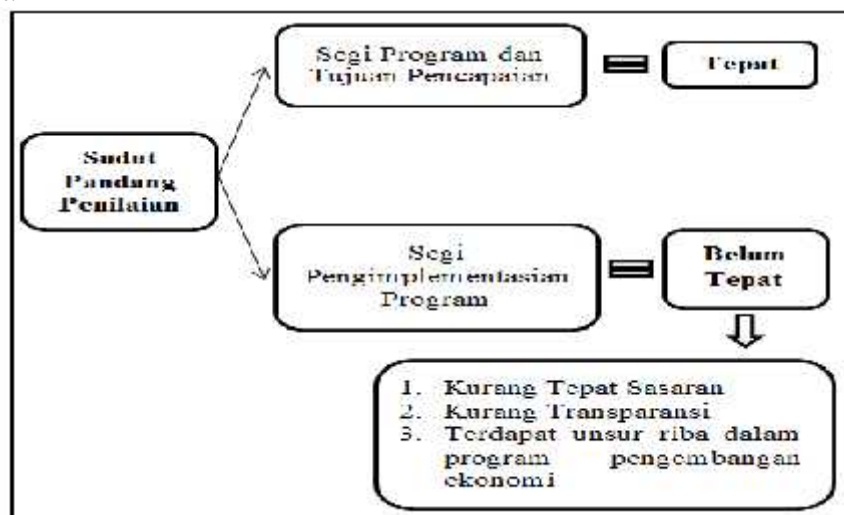 Segi Program dan
Tujuan Pencapaian
Tepat
Sudut
Pandang
Penilaian
Segi
Pengimplementasian
Program
Belum
Tepat
1. Kurang Tepat Sasaran
2. Kurang Transparansi
3. Terdapat unsur riba dalam
program pengembangan
ekonomi